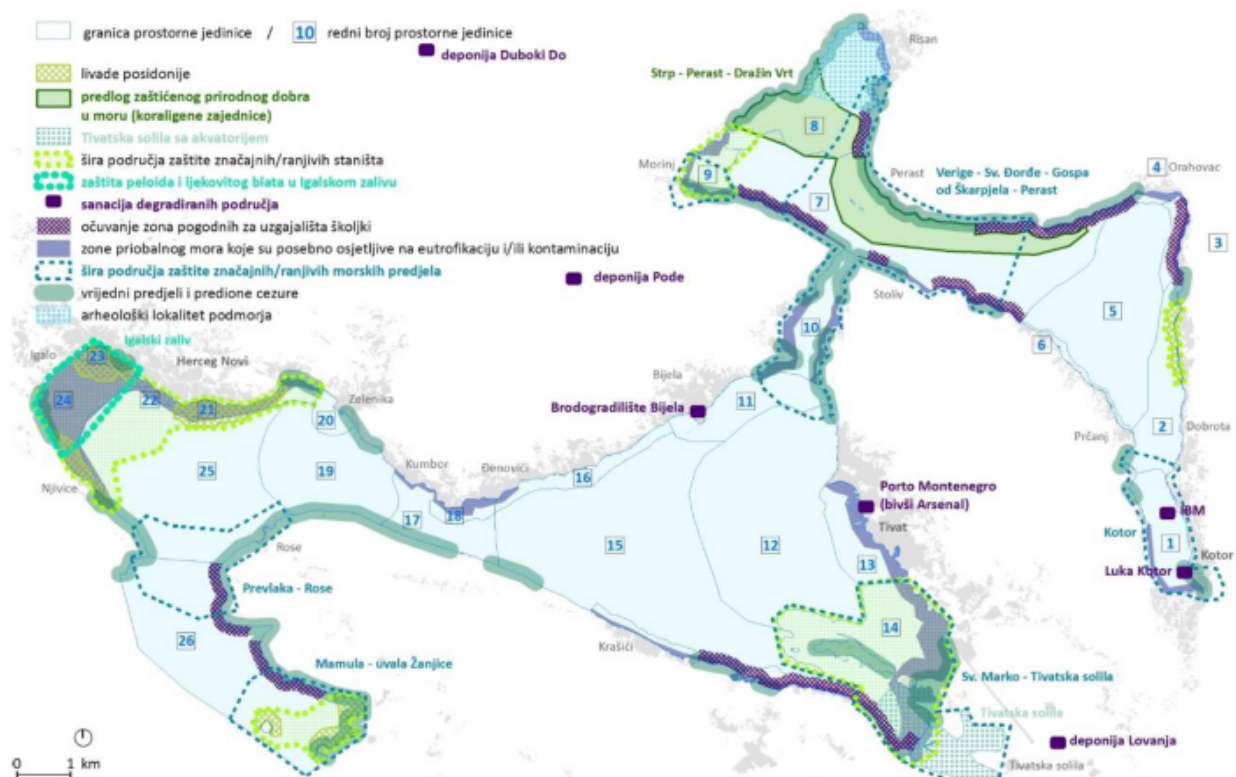 granica prostorne jedinice / 10 redni broj prostorne jedinice
deponija Duboki Do
livade posidonije
predlog zaštićenog prirodnog dobra
u moru (koraligene zajednice)
Tivatska solila sa akvatorijem
šira područja zaštite značajnih/ranjivih staništa
zaštita peloida i ljekovitog blata u Igalskom zalivu
sanacija degradiranih područja
očuvanje zona pogodnih za uzgajališta školjki
zone priobalnog mora koje su posebno osjetljive na eutrofikaciju i/ili kontaminaciju
šira područja zaštite značajnih/ranjivih morskih predjela
vrijedni predjeli i predione cezure
arheološki lokalitet podmorja
Risan
Strp - Perast - Dražin Vrt
8
Morinj
9
Perast
Verige - Sv. Đorđe - Gospa
od Škarpjela - Perast
4
Orahovac
7
3
deponija Pode
Stoliv
10
5
6
Igalski zaliv
Igalo
23
Herceg Novi
24
22
21
Zelenika
20
Bijela
11
Brodogradilište Bijela
2
Prčanj
Dobrota
25
19
Kumbor
Đenovići
16
Njivice
17
18
Porto Montenegro
(bivši Arsenal)
Tivat
IBM
Kotor
1
Kotor
Luka Kotor
Rose
15
12
13
Prevlaka - Rose
26
14
Krašići
Mamula - uvala Žanjice
Sv. Marko - Tivatska solila
Tivatska solila
deponija Lovanja
Tivatska solila
0 1 km